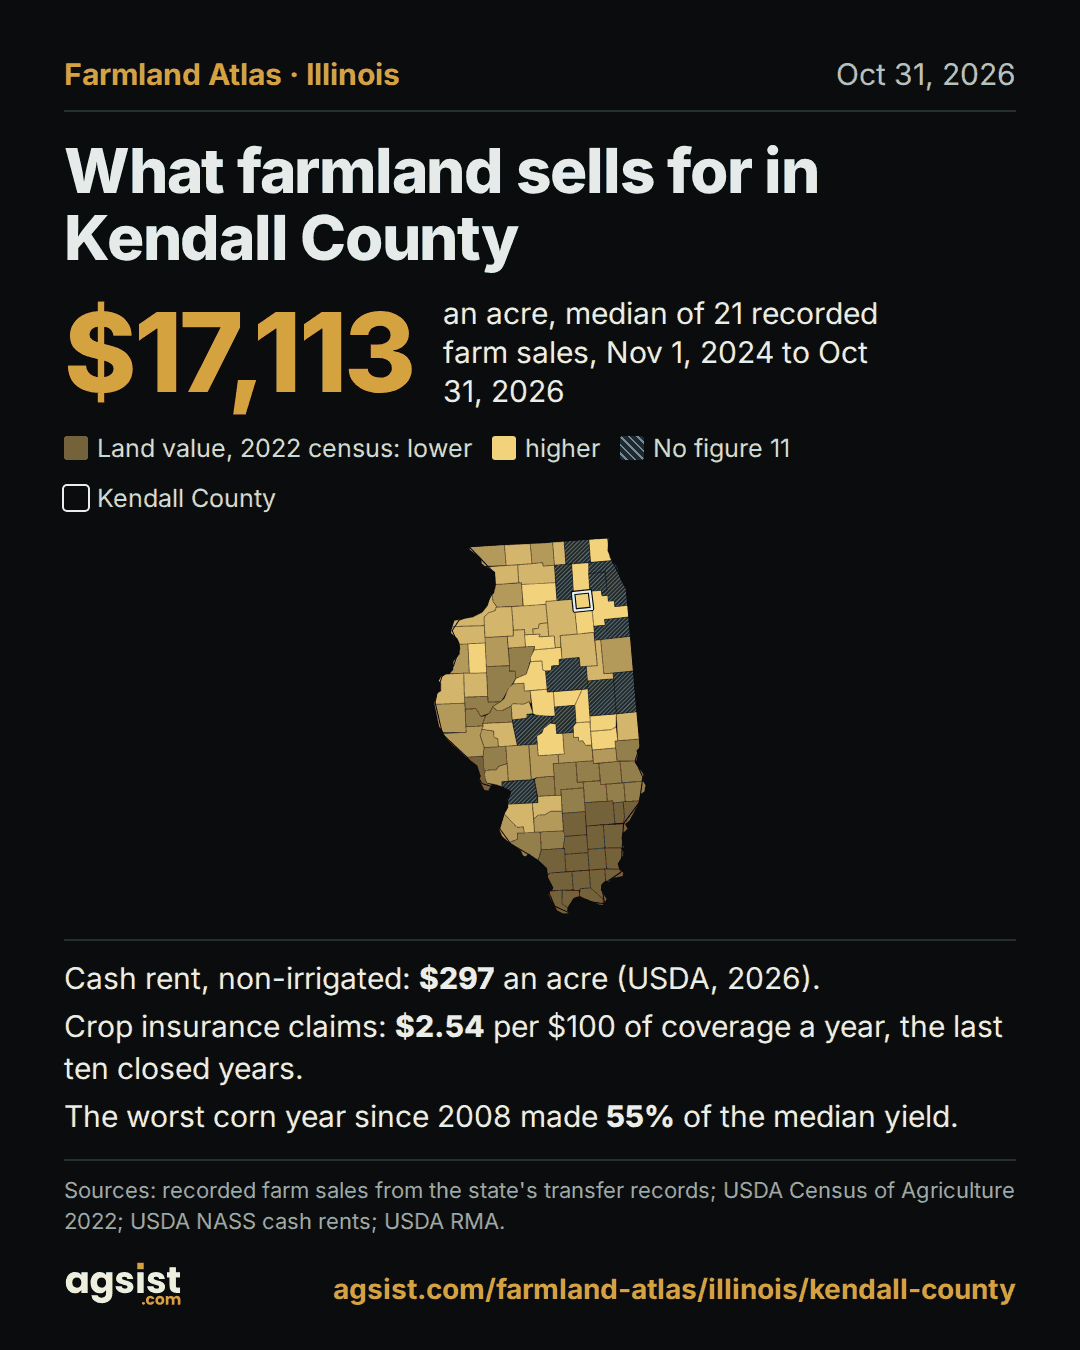 Farmland Atlas · Illinois
Oct 31, 2026
What farmland sells for in
Kendall County
$17,113
an acre, median of 21 recorded
farm sales, Nov 1, 2024 to Oct
31, 2026
Land value, 2022 census: lower
higher
No figure 11
Kendall County
Cash rent, non-irrigated: $297 an acre (USDA, 2026).
Crop insurance claims: $2.54 per $100 of coverage a year, the last
ten closed years.
The worst corn year since 2008 made 55% of the median yield.
Sources: recorded farm sales from the state's transfer records; USDA Census of Agriculture
2022; USDA NASS cash rents; USDA RMA.
agsist
.com
agsist.com/farmland-atlas/illinois/kendall-county